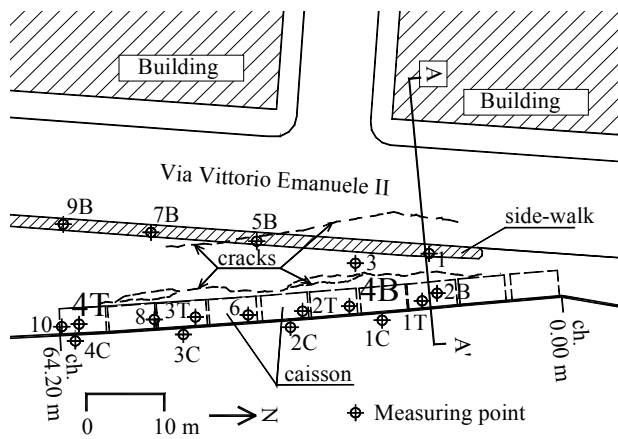 Building
A
Building
Via Vittorio Emanuele II
9B
7B
5B
side-walk
cracks
3
1
4T
4B
2B
10
8
3T
6
2T
1T
4C
3C
2C
1C
A'
ch.
0.00 m
ch.
64.20 m
caisson
0
10 m
N
Measuring point